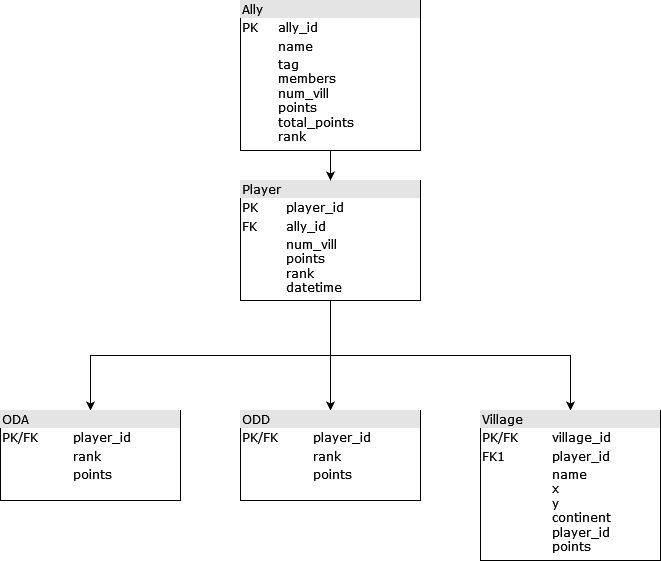 Ally
PK ally_id
name
tag
members
num_vill
points
total_points
rank
Player
PK player_id
FK ally_id
num_vill
points
rank
datetime
ODA
PK/FK player_id
rank
points
ODD
PK/FK player_id
rank
points
Village
PK/FK village_id
FK1 player_id
name
x
y
continent
player_id
points